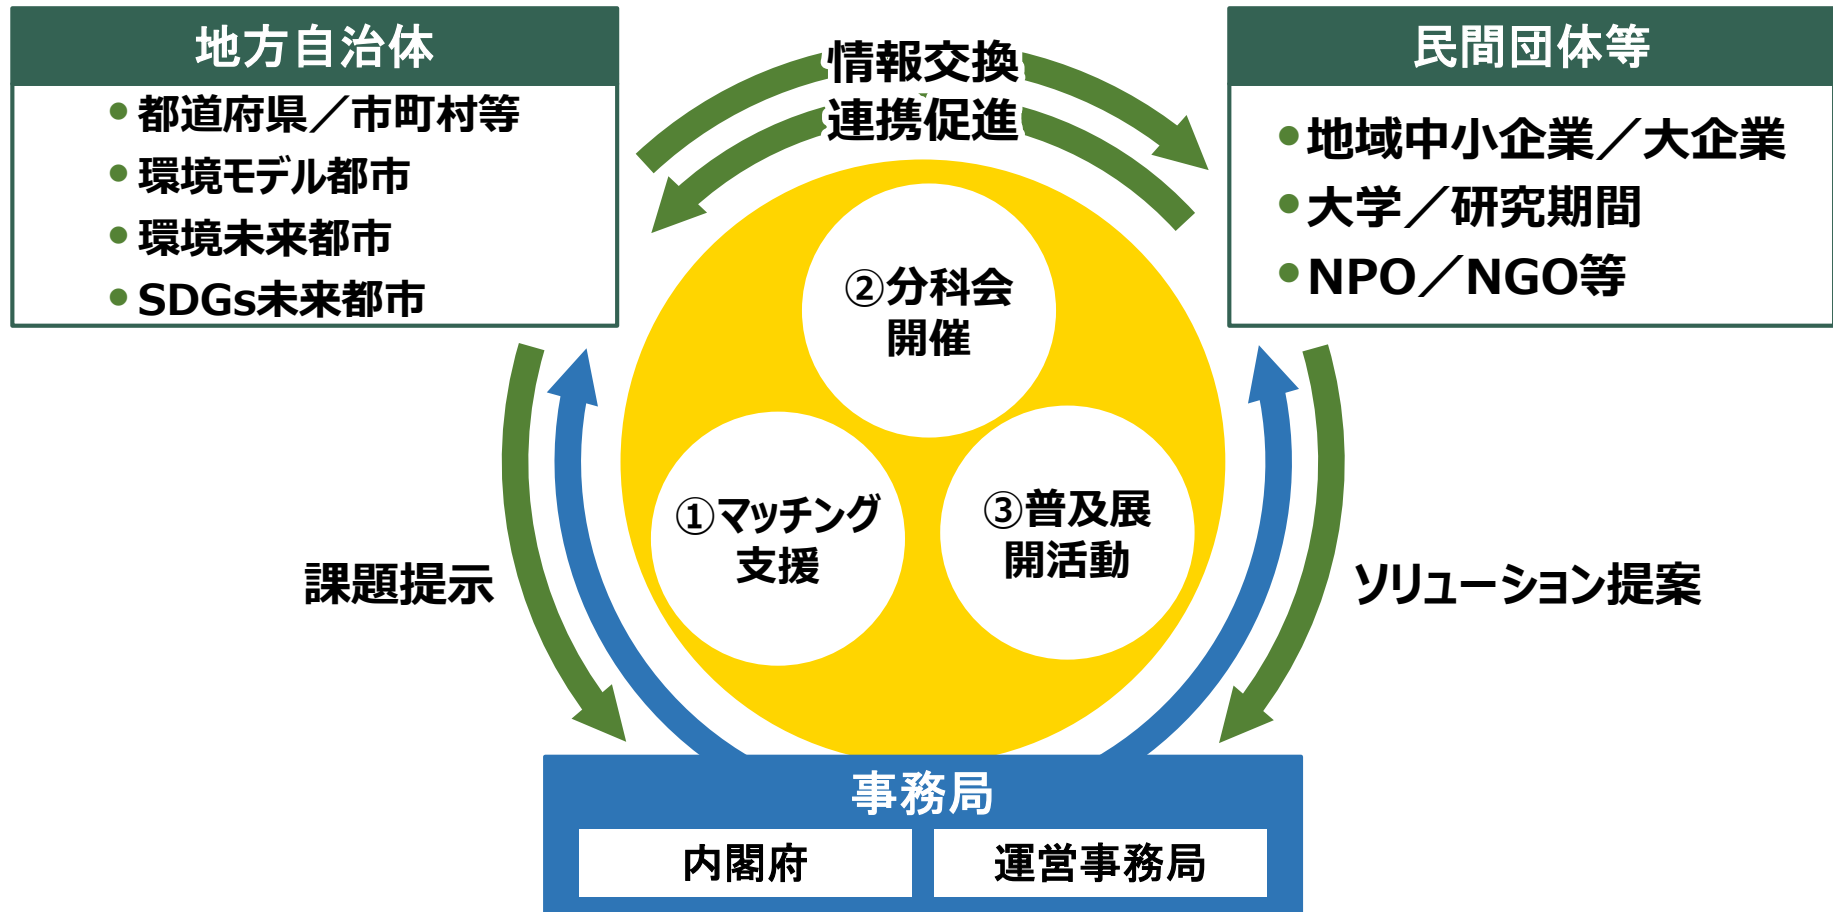 地方自治体
•都道府県／市町村等
•環境モデル都市
•環境未来都市
•SDGs未来都市
情報交換
連携促進
民間団体等
•地域中小企業／大企業
•大学／研究期間
•NPO／NGO等
②分科会
開催
①マッチング
支援
③普及展
開活動
課題提示
ソリューション提案
事務局
内閣府
運営事務局